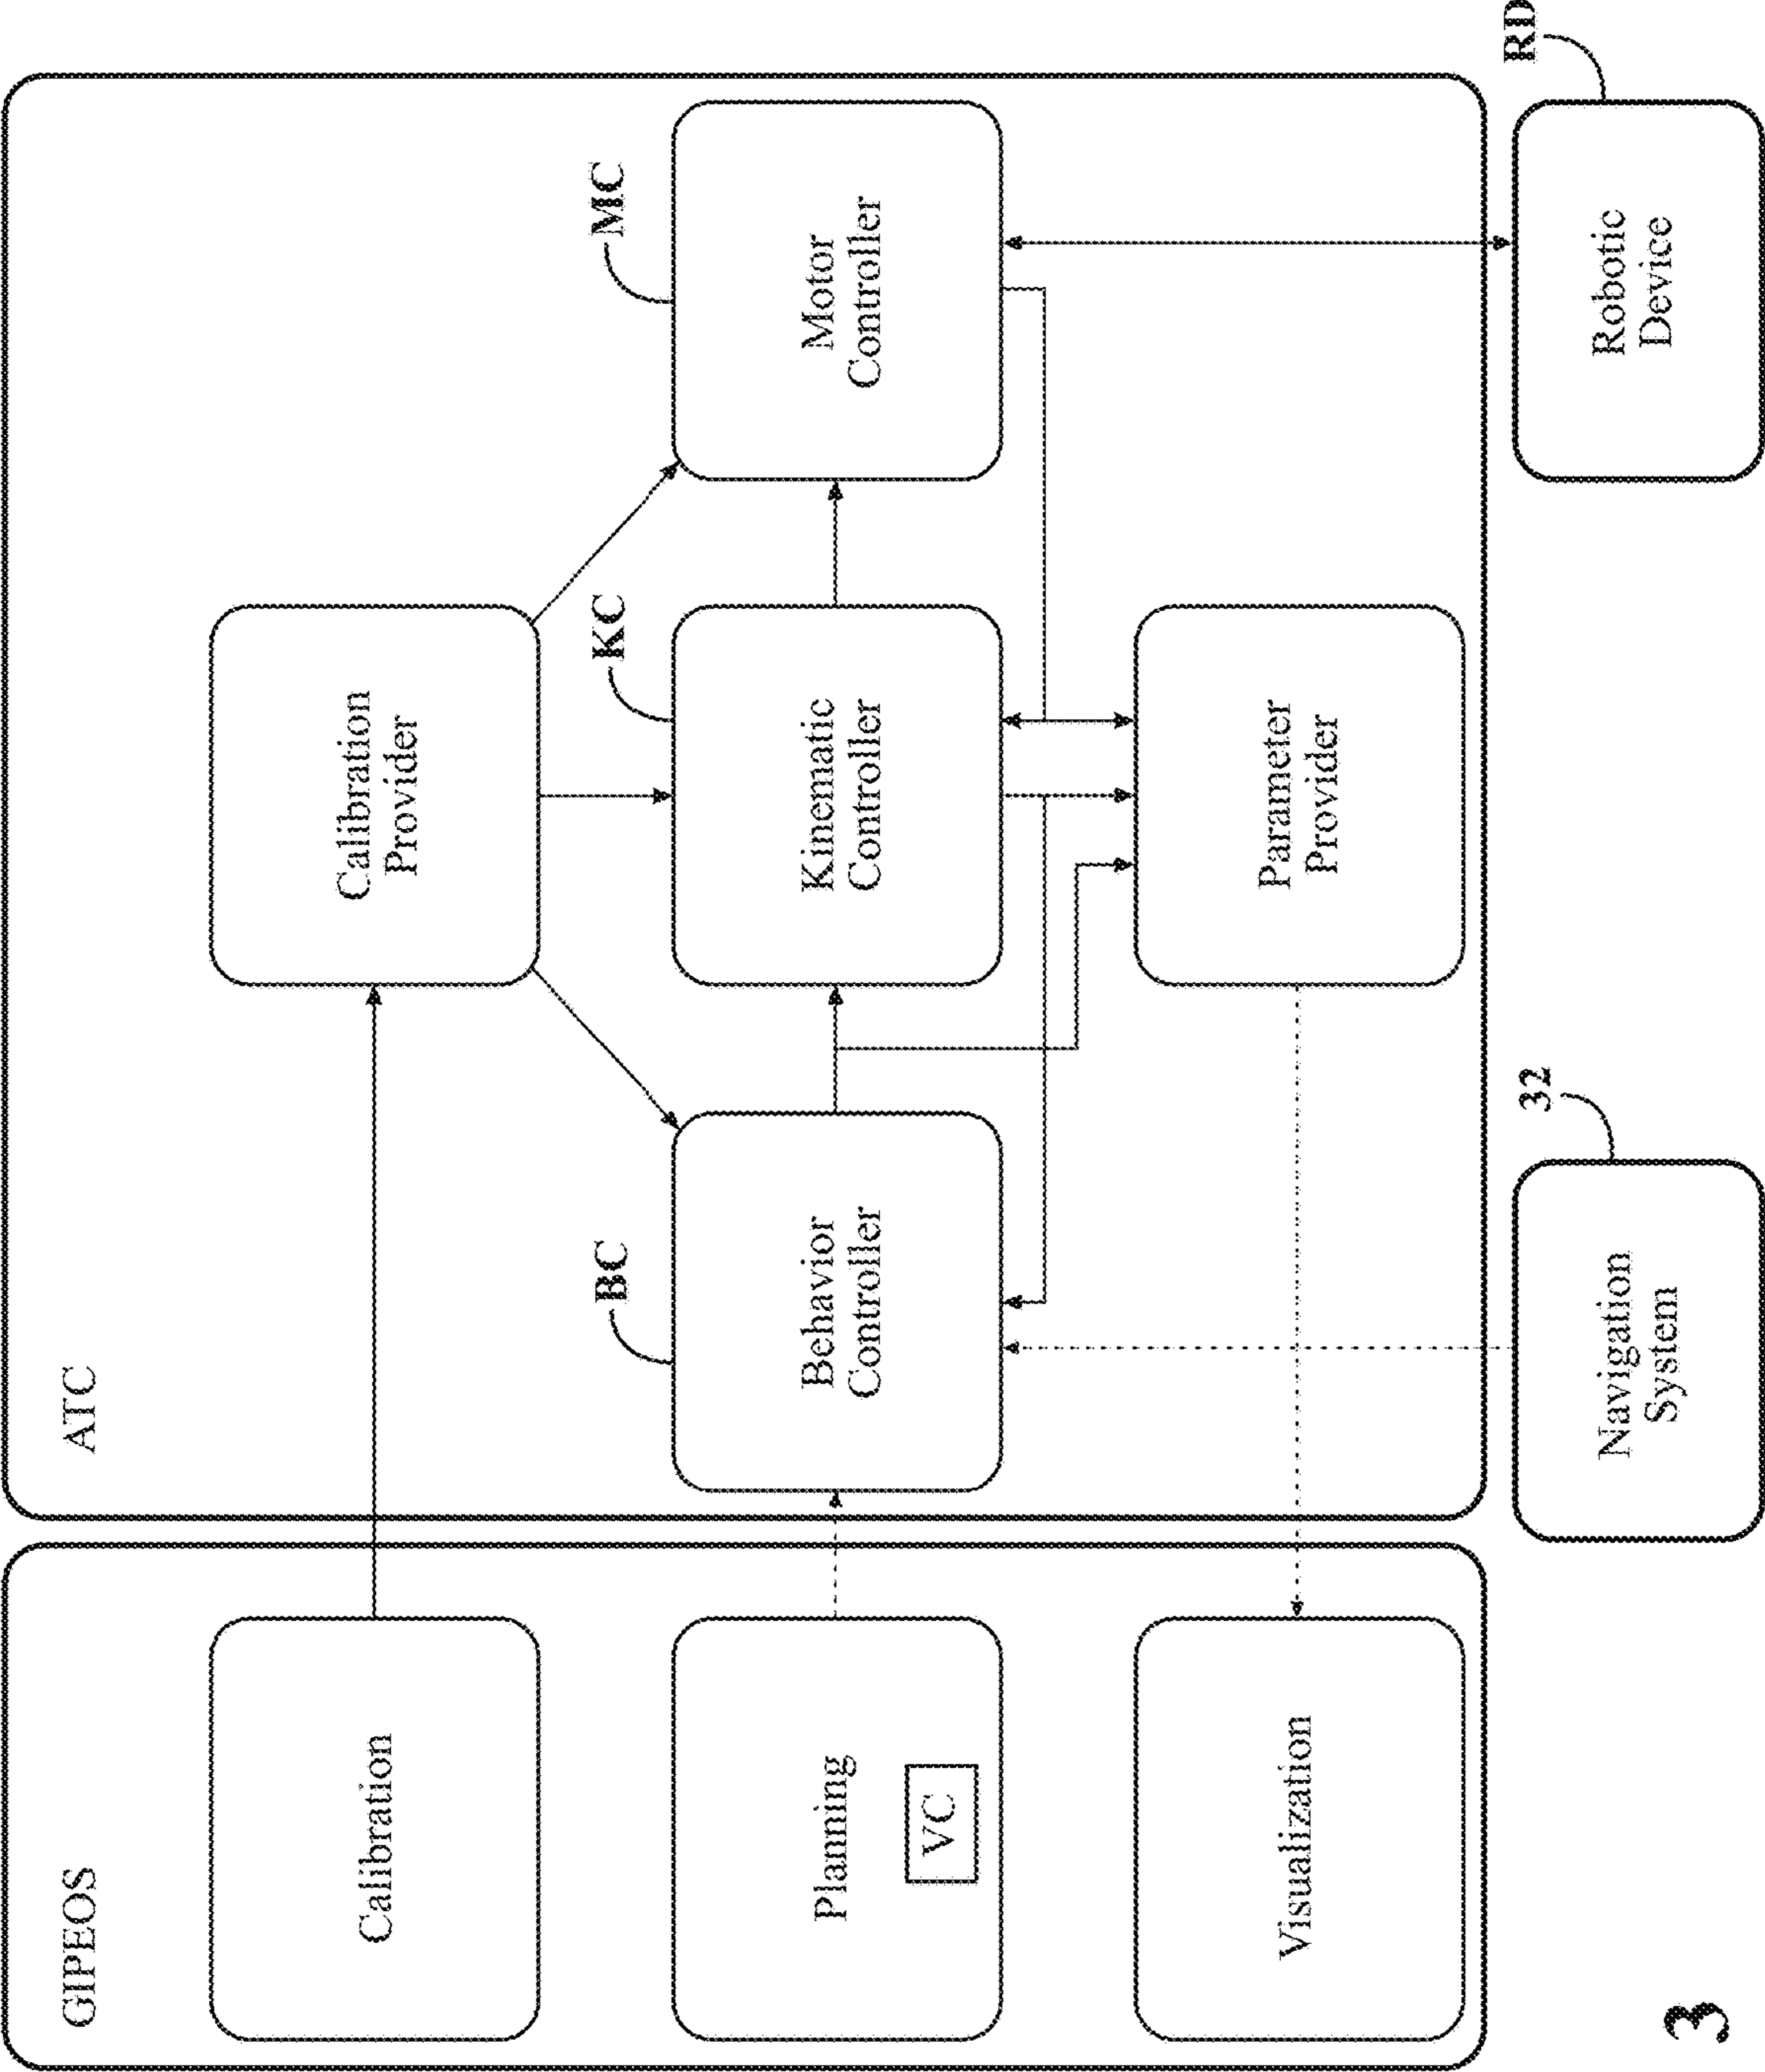 GIPEOS
Calibration
Planning
VC
Visualization
ATC
Calibration
Provider
BC
Behavior
Controller
KC
Kinematic
Controller
MC
Motor
Controller
Parameter
Provider
32
Navigation
System
RD
Robotic
Device
3